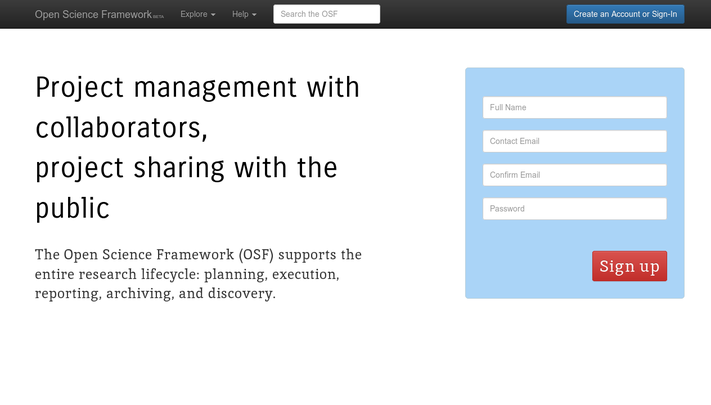 Open Science Framework BETA
Explore
Help
Search the OSF
Create an Account or Sign-In
Project management with
collaborators,
project sharing with the
public
The Open Science Framework (OSF) supports the
entire research lifecycle: planning, execution,
reporting, archiving, and discovery.
Full Name
Contact Email
Confirm Email
Password
Sign up